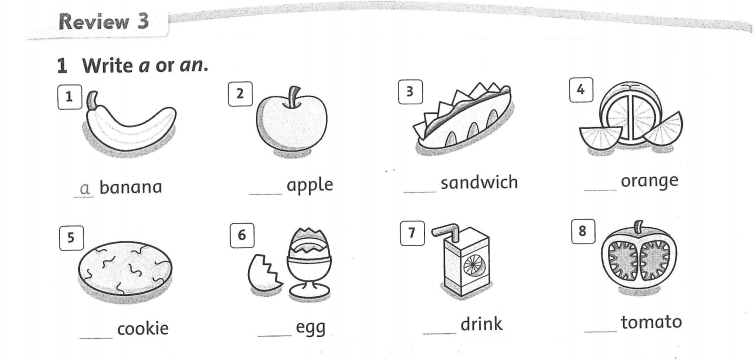 Review 3
1 Write a or an.
1
2
3
4
a banana
___ apple
___ sandwich
___ orange
5
6
7
8
___ cookie
___ egg
___ drink
___ tomato